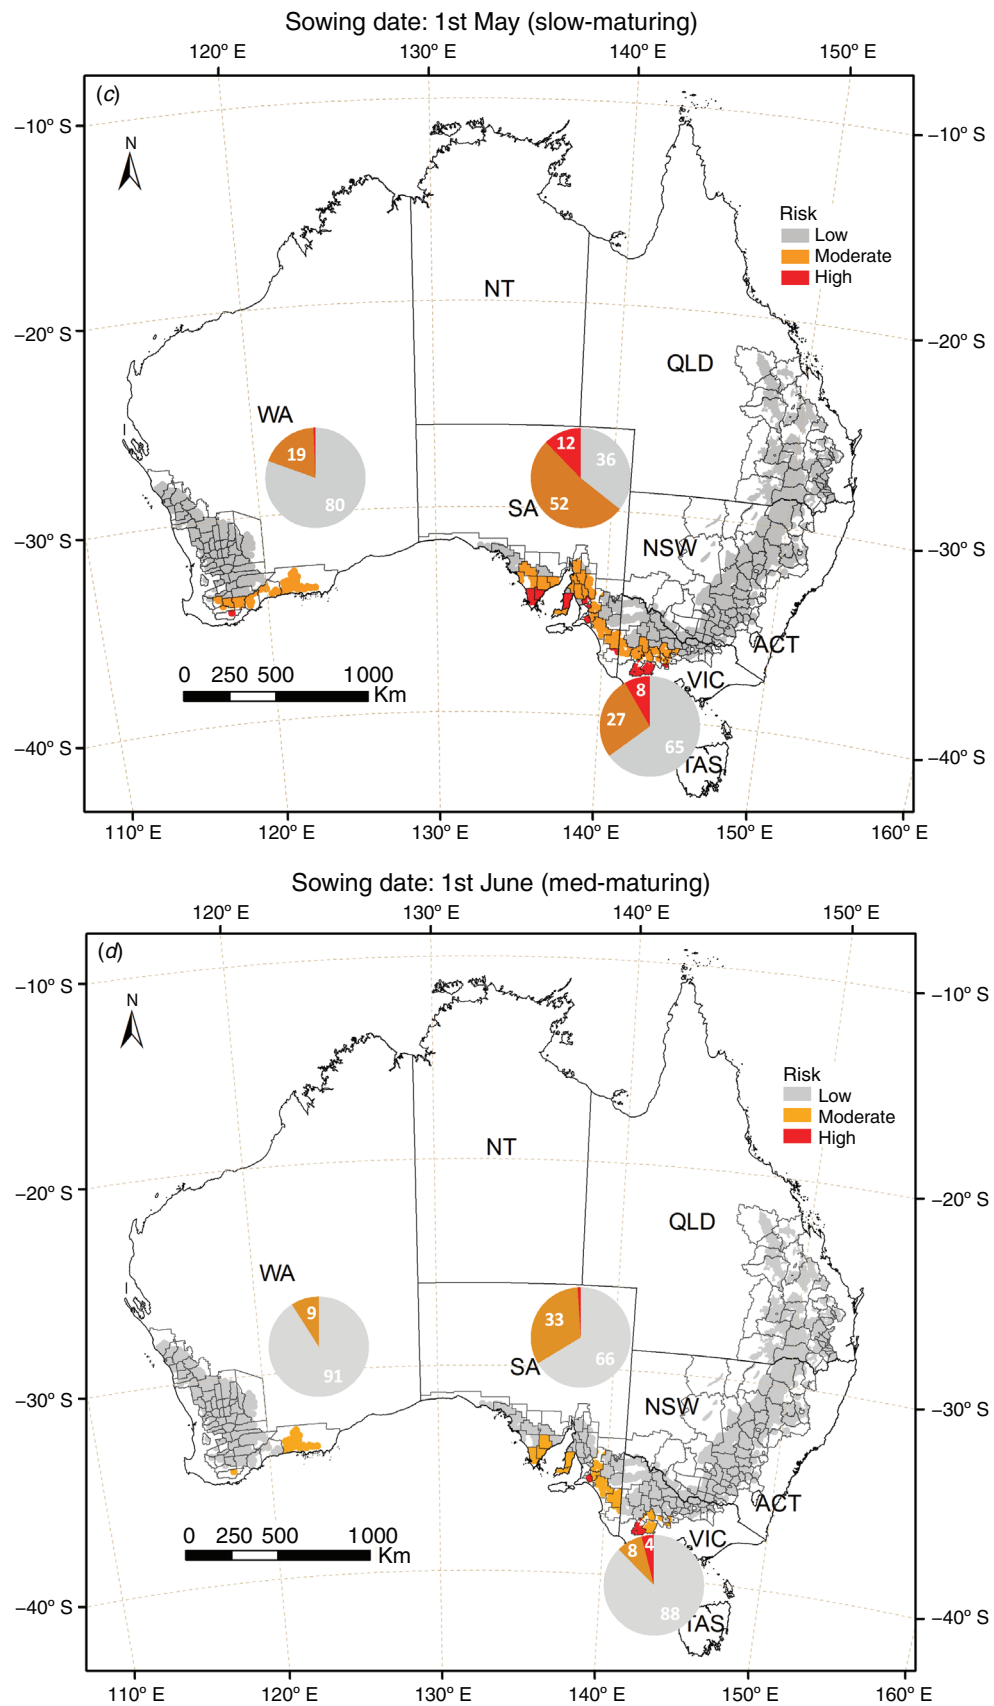 Sowing date: 1st May (slow-maturing)
120° E 130° E 140° E 150° E
(c)
−10° S −10° S
N
Risk
Low
Moderate
High
NT
−20° S −20° S
QLD
WA
19
80
12
36
52
SA
NSW
−30° S −30° S
ACT
0 250 500 1000
Km
VIC
8
27
65
TAS
−40° S −40° S
110° E 120° E 130° E 140° E 150° E 160° E
Sowing date: 1st June (med-maturing)
120° E 130° E 140° E 150° E
(d)
−10° S −10° S
N
Risk
Low
Moderate
High
NT
−20° S −20° S
QLD
WA
9
91
33
66
SA
NSW
−30° S −30° S
ACT
0 250 500 1000
Km
VIC
8 4
88
TAS
−40° S −40° S
110° E 120° E 130° E 140° E 150° E 160° E